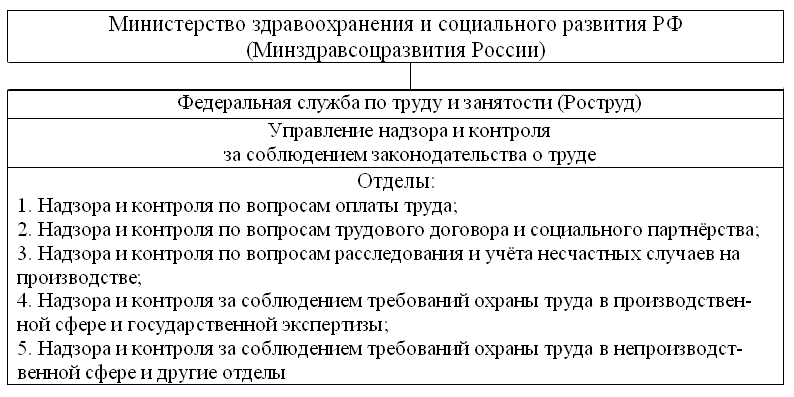 Министерство здравоохранения и социального развития РФ
(Минздравсоцразвития России)
Федеральная служба по труду и занятости (Роструд)
Управление надзора и контроля
за соблюдением законодательства о труде
Отделы:
1. Надзора и контроля по вопросам оплаты труда;
2. Надзора и контроля по вопросам трудового договора и социального партнёрства;
3. Надзора и контроля по вопросам расследования и учёта несчастных случаев на
производстве;
4. Надзора и контроля за соблюдением требований охраны труда в производствен-
ной сфере и государственной экспертизы;
5. Надзора и контроля за соблюдением требований охраны труда в непроизводст-
венной сфере и другие отделы